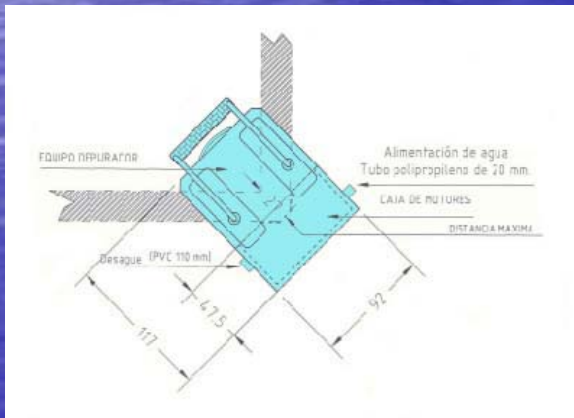 EQUIPO DEPURADOR
Alimentación de agua
Tubo polipropileno de 20 mm.
CAJA DE MOTORES
DISTANCIA MAXIMA
Desague (PVC 110 mm)
117
47.5
92